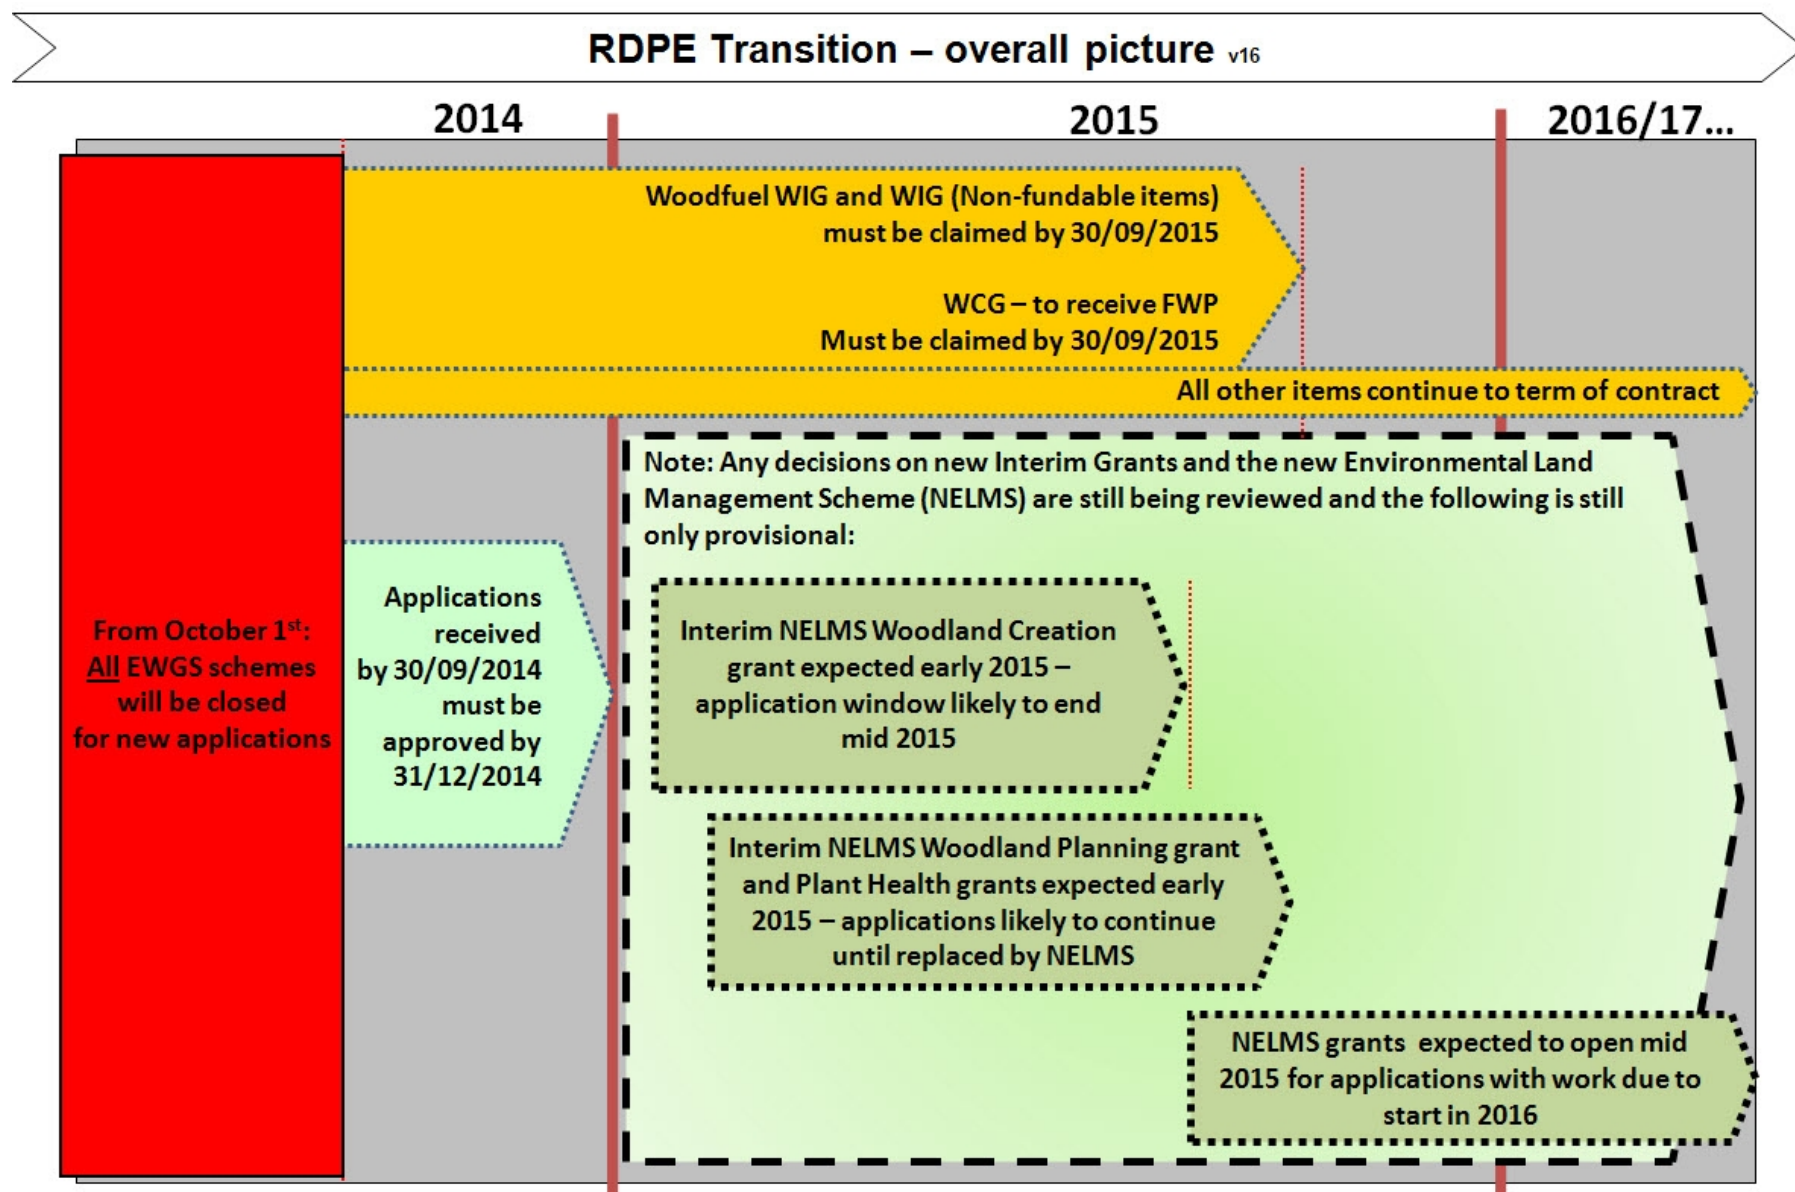 RDPE Transition – overall picture v16
2014
2015
2016/17...
Woodfuel WIG and WIG (Non-fundable items)
must be claimed by 30/09/2015
WCG – to receive FWP
Must be claimed by 30/09/2015
All other items continue to term of contract
From October 1st:
All EWGS schemes
will be closed
for new applications
Applications
received
by 30/09/2014
must be
approved by
31/12/2014
Note: Any decisions on new Interim Grants and the new Environmental Land
Management Scheme (NELMS) are still being reviewed and the following is still
only provisional:
Interim NELMS Woodland Creation
grant expected early 2015 –
application window likely to end
mid 2015
Interim NELMS Woodland Planning grant
and Plant Health grants expected early
2015 – applications likely to continue
until replaced by NELMS
NELMS grants expected to open mid
2015 for applications with work due to
start in 2016